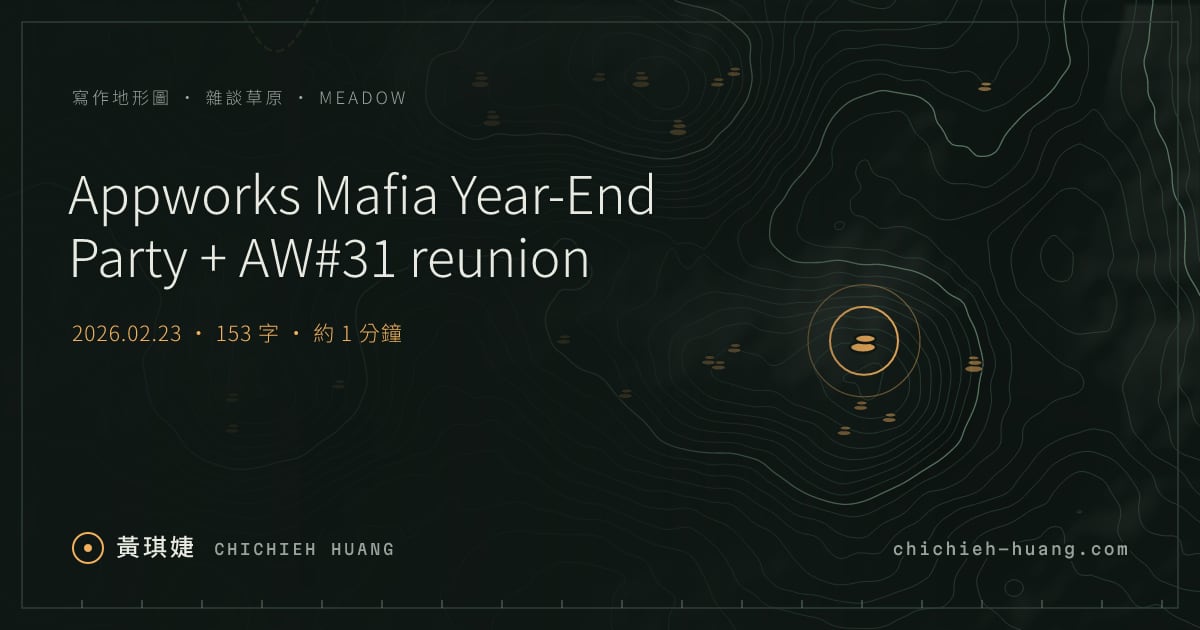 寫作地形圖 · 雜談草原 · MEADOW
Appworks Mafia Year-End
Party + AW#31 reunion
2026.02.23 · 153 字 · 約 1 分鐘
黃琪婕 CHICHIEH HUANG
chichieh-huang.com